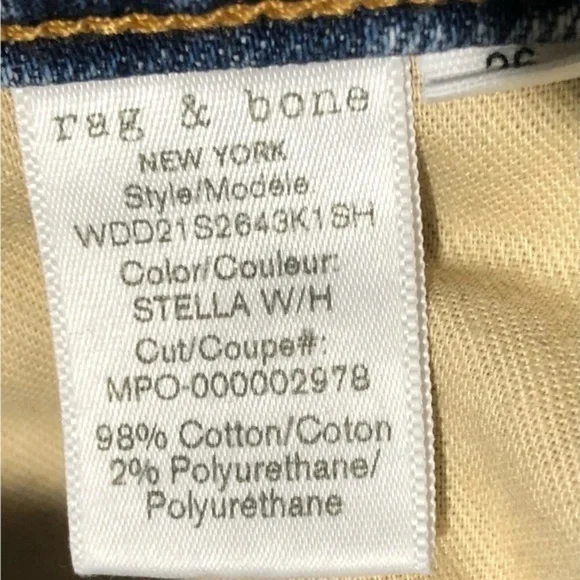 rag & bone
NEW YORK
Style/Modèle
WDD21S2643K1SH
Color/Couleur:
STELLA W/H
Cut/Coupe#:
MPO-000002978
98% Cotton/Coton
2% Polyurethane/
Polyuréthane